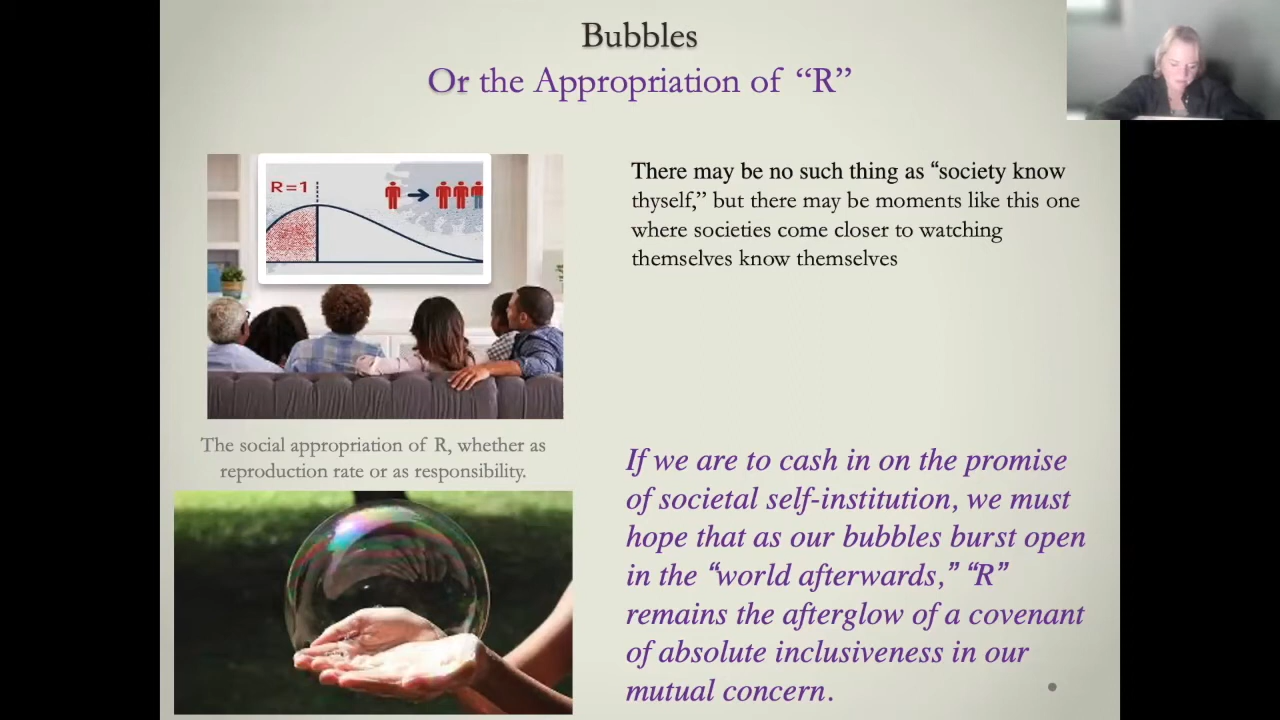 Bubbles
Or the Appropriation of “R”
R=1
There may be no such thing as “society know
thyself,” but there may be moments like this one
where societies come closer to watching
themselves know themselves
The social appropriation of R, whether as
reproduction rate or as responsibility.
If we are to cash in on the promise
of societal self-institution, we must
hope that as our bubbles burst open
in the “world afterwards,” “R”
remains the afterglow of a covenant
of absolute inclusiveness in our
mutual concern.